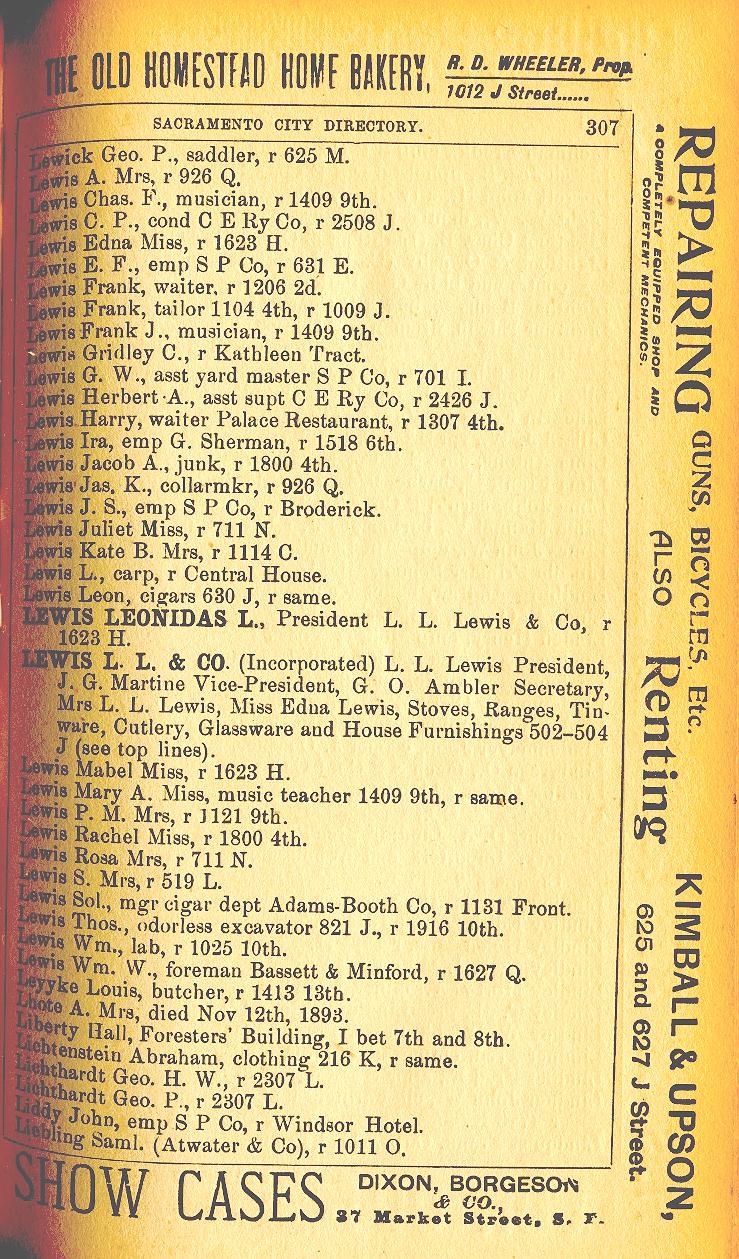 THE OLD HOMESTEAD HOME BAKERY,
R. D. WHEELER, Prop.
1012 J Street......
SACRAMENTO CITY DIRECTORY. 307
Lewick Geo. P., saddler, r 625 M.
Lewis A. Mrs, r 926 Q.
Lewis Chas. F., musician, r 1409 9th.
Lewis C. P., cond C E Ry Co, r 2508 J.
Lewis Edna Miss, r 1623 H.
Lewis E. F., emp S P Co, r 631 E.
Lewis Frank, waiter, r 1206 2d.
Lewis Frank, tailor 1104 4th, r 1009 J.
Lewis Frank J., musician, r 1409 9th.
Lewis Gridley C., r Kathleen Tract.
Lewis G. W., asst yard master S P Co, r 701 I.
Lewis Herbert A., asst supt C E Ry Co, r 2426 J.
Lewis Harry, waiter Palace Restaurant, r 1307 4th.
Lewis Ira, emp G. Sherman, r 1518 6th.
Lewis Jacob A., junk, r 1800 4th.
Lewis Jas. K., collarmkr, r 926 Q.
Lewis J. S., emp S P Co, r Broderick.
Lewis Juliet Miss, r 711 N.
Lewis Kate B. Mrs, r 1114 C.
Lewis L., carp, r Central House.
Lewis Leon, cigars 630 J, r same.
LEWIS LEONIDAS L., President L. L. Lewis & Co, r
1623 H.
LEWIS L. L. & CO. (Incorporated) L. L. Lewis President,
J. G. Martine Vice-President, G. O. Ambler Secretary,
Mrs L. L. Lewis, Miss Edna Lewis, Stoves, Ranges, Tin-
ware, Cutlery, Glassware and House Furnishings 502–504
J (see top lines).
Lewis Mabel Miss, r 1623 H.
Lewis Mary A. Miss, music teacher 1409 9th, r same.
Lewis P. M. Mrs, r 1121 9th.
Lewis Rachel Miss, r 1800 4th.
Lewis Rosa Mrs, r 711 N.
Lewis S. Mrs, r 519 L.
Lewis Sol., mgr cigar dept Adams-Booth Co, r 1131 Front.
Lewis Thos., odorless excavator 821 J., r 1916 10th.
Lewis Wm., lab, r 1025 10th.
Lewis Wm. W., foreman Bassett & Minford, r 1627 Q.
Leyyke Louis, butcher, r 1413 13th.
Lhote A. Mrs, died Nov 12th, 1893.
Liberty Hall, Foresters' Building, I bet 7th and 8th.
Lichtenstein Abraham, clothing 216 K, r same.
Lichthardt Geo. H. W., r 2307 L.
Lichthardt Geo. P., r 2307 L.
Liddy John, emp S P Co, r Windsor Hotel.
Liebling Saml. (Atwater & Co), r 1011 O.
SHOW CASES
DIXON, BORGESON
& CO.,
37 Market Street, S. F.
REPAIRING GUNS, BICYCLES, Etc.
A COMPLETELY EQUIPPED SHOP AND
COMPETENT MECHANICS.
ALSO Renting
KIMBALL & UPSON,
625 and 627 J Street.